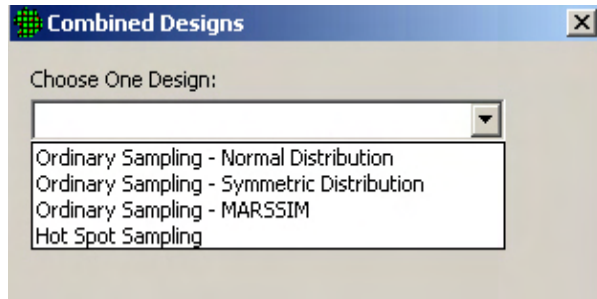 Combined Designs
Choose One Design:
Ordinary Sampling - Normal Distribution
Ordinary Sampling - Symmetric Distribution
Ordinary Sampling - MARSSIM
Hot Spot Sampling